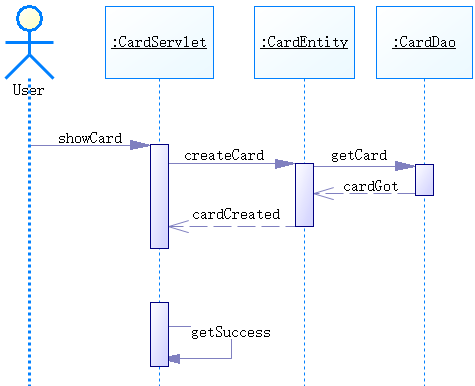 :CardServlet
:CardEntity
:CardDao
User
showCard
createCard
getCard
cardGot
cardCreated
getSuccess